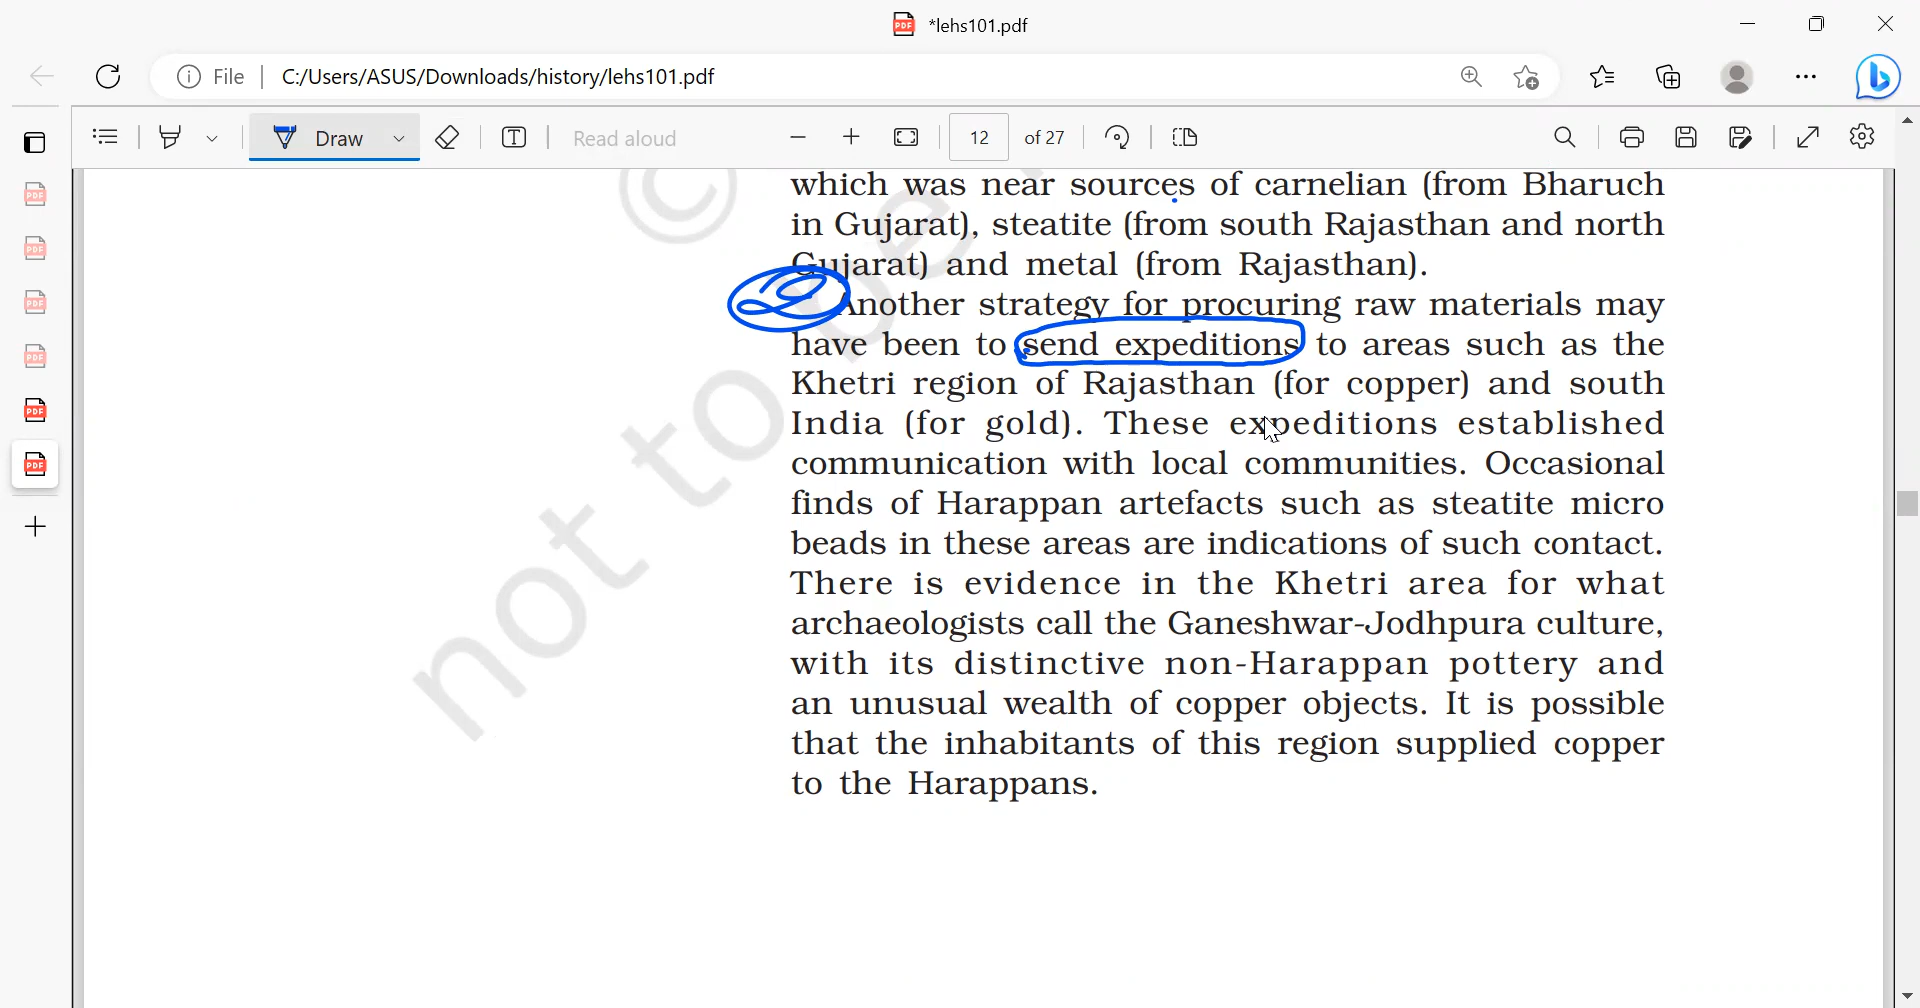 *lehs101.pdf
File C:/Users/ASUS/Downloads/history/lehs101.pdf
Draw Read aloud 12 of 27
which was near sources of carnelian (from Bharuch
in Gujarat), steatite (from south Rajasthan and north
Gujarat) and metal (from Rajasthan).
Another strategy for procuring raw materials may
have been to send expeditions to areas such as the
Khetri region of Rajasthan (for copper) and south
India (for gold). These expeditions established
communication with local communities. Occasional
finds of Harappan artefacts such as steatite micro
beads in these areas are indications of such contact.
There is evidence in the Khetri area for what
archaeologists call the Ganeshwar-Jodhpura culture,
with its distinctive non-Harappan pottery and
an unusual wealth of copper objects. It is possible
that the inhabitants of this region supplied copper
to the Harappans.
© not to be